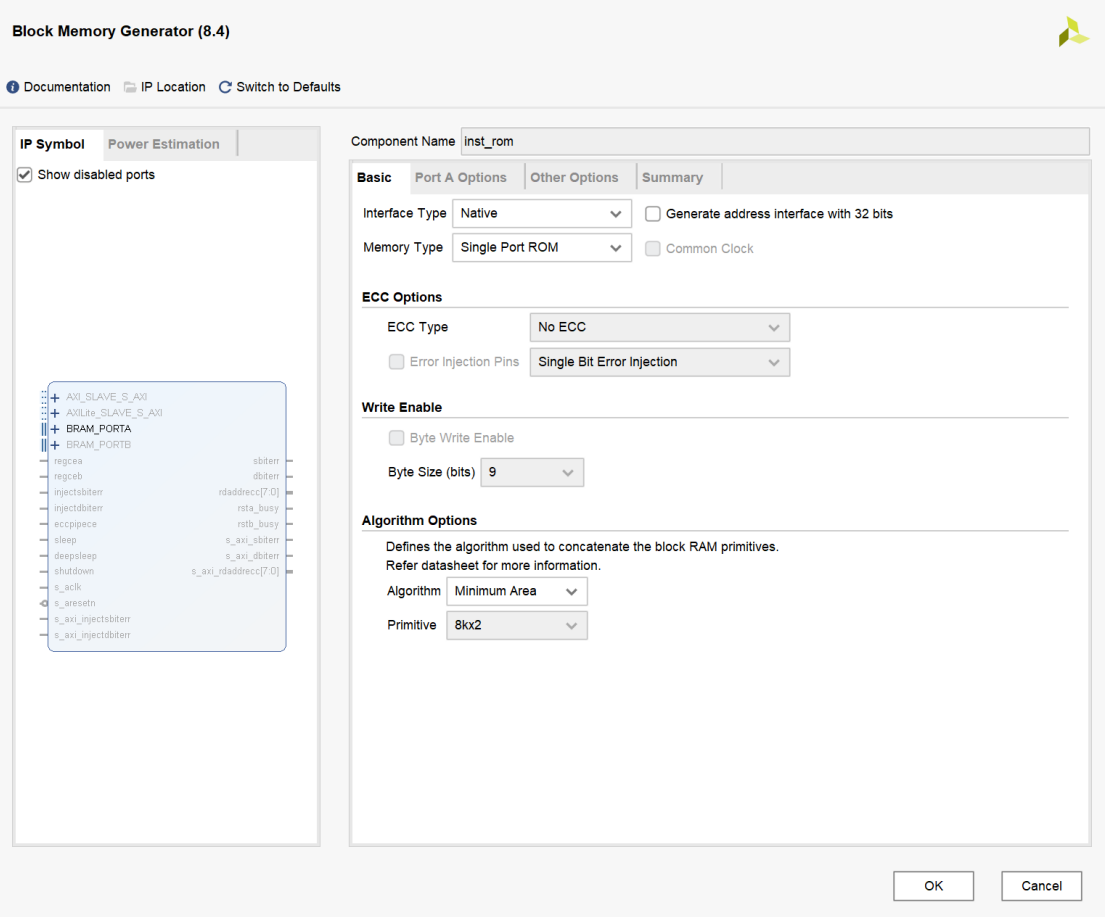 Block Memory Generator (8.4)
Documentation IP Location Switch to Defaults
IP Symbol Power Estimation
Show disabled ports
AXI_SLAVE_S_AXI
AXILite_SLAVE_S_AXI
BRAM_PORTA
BRAM_PORTB
regcea sbiterr
regceb dbiterr
injectsbiterr rdaddrecc[7:0]
injectdbiterr rsta_busy
eccpipece rstb_busy
sleep s_axi_sbiterr
deepsleep s_axi_dbiterr
shutdown s_axi_rdaddrecc[7:0]
s_aclk
s_aresetn
s_axi_injectsbiterr
s_axi_injectdbiterr
Component Name inst_rom
Basic Port A Options Other Options Summary
Interface Type Native Generate address interface with 32 bits
Memory Type Single Port ROM Common Clock
ECC Options
ECC Type No ECC
Error Injection Pins Single Bit Error Injection
Write Enable
Byte Write Enable
Byte Size (bits) 9
Algorithm Options
Defines the algorithm used to concatenate the block RAM primitives.
Refer datasheet for more information.
Algorithm Minimum Area
Primitive 8kx2
OK Cancel